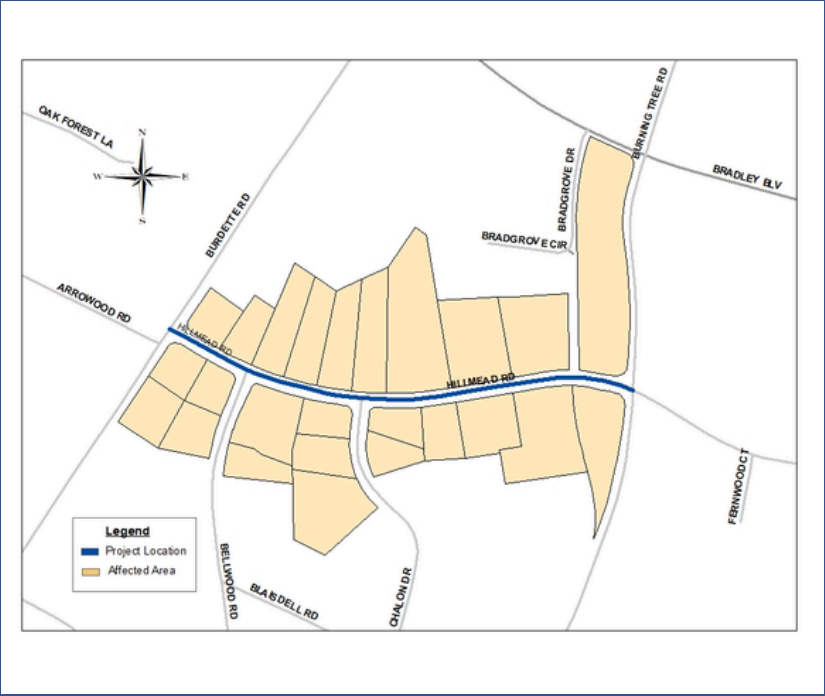 OAK FOREST LA
N
W
E
S
BURDETTE RD
BURNING TREE RD
BRADLEY BLV
BRADGROVE DR
BRADGROVE CIR
ARROWOOD RD
HILLMEAD RD
HILLMEAD RD
FERNWOOD CT
Legend
Project Location
Affected Area
BELLWOOD RD
BLAISDELL RD
CHALON DR